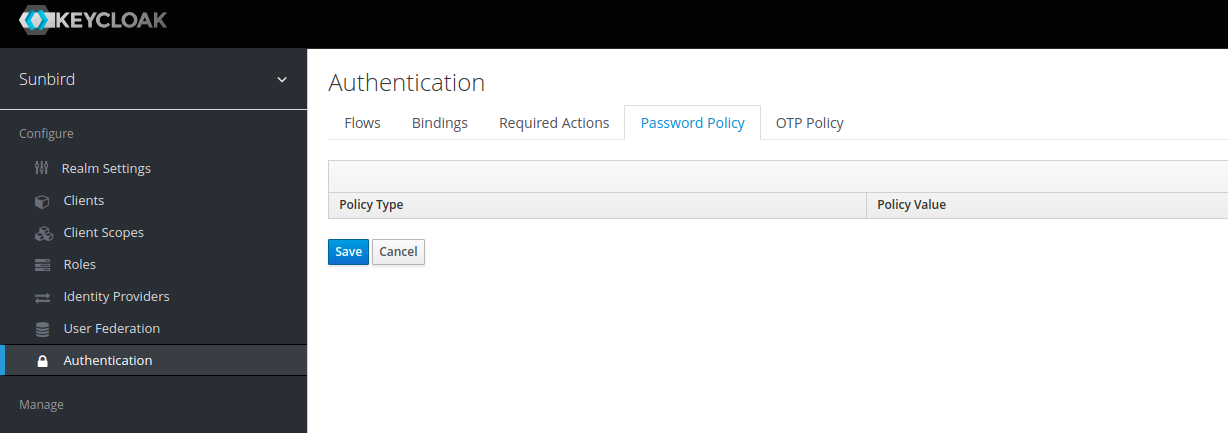 KEYCLOAK
Sunbird
Configure
Realm Settings
Clients
Client Scopes
Roles
Identity Providers
User Federation
Authentication
Manage
Authentication
Flows Bindings Required Actions Password Policy OTP Policy
Policy Type Policy Value
Save Cancel